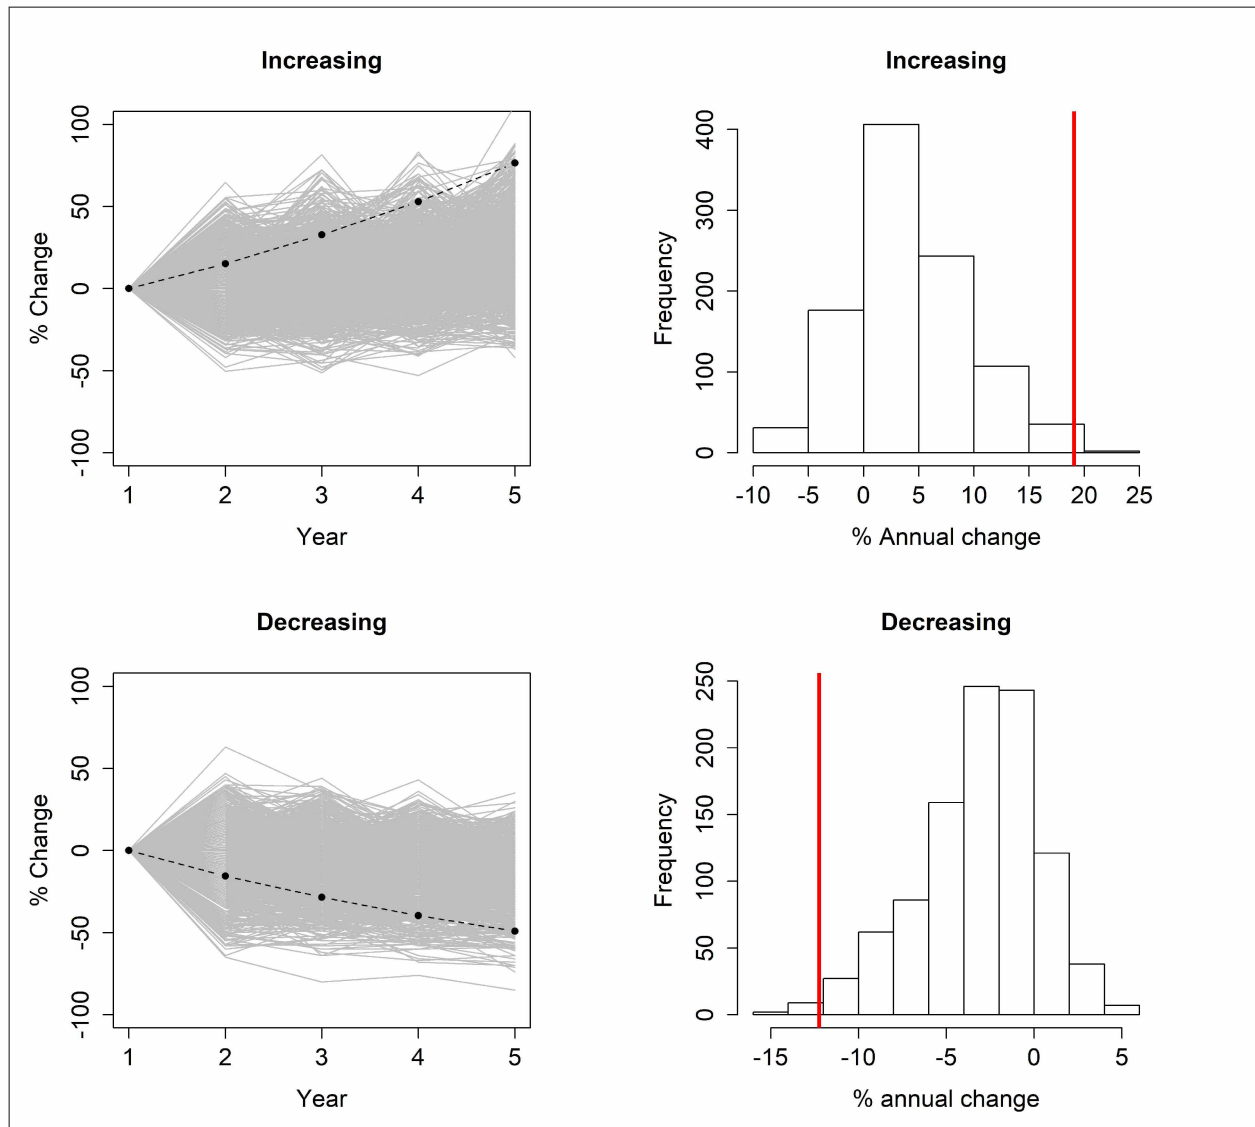 Increasing
100
50
0
-50
-100
% Change
1 2 3 4 5
Year
Increasing
400
300
200
100
0
Frequency
-10 -5 0 5 10 15 20 25
% Annual change
Decreasing
100
50
0
-50
-100
% Change
1 2 3 4 5
Year
Decreasing
250
200
150
100
50
0
Frequency
-15 -10 -5 0 5
% annual change